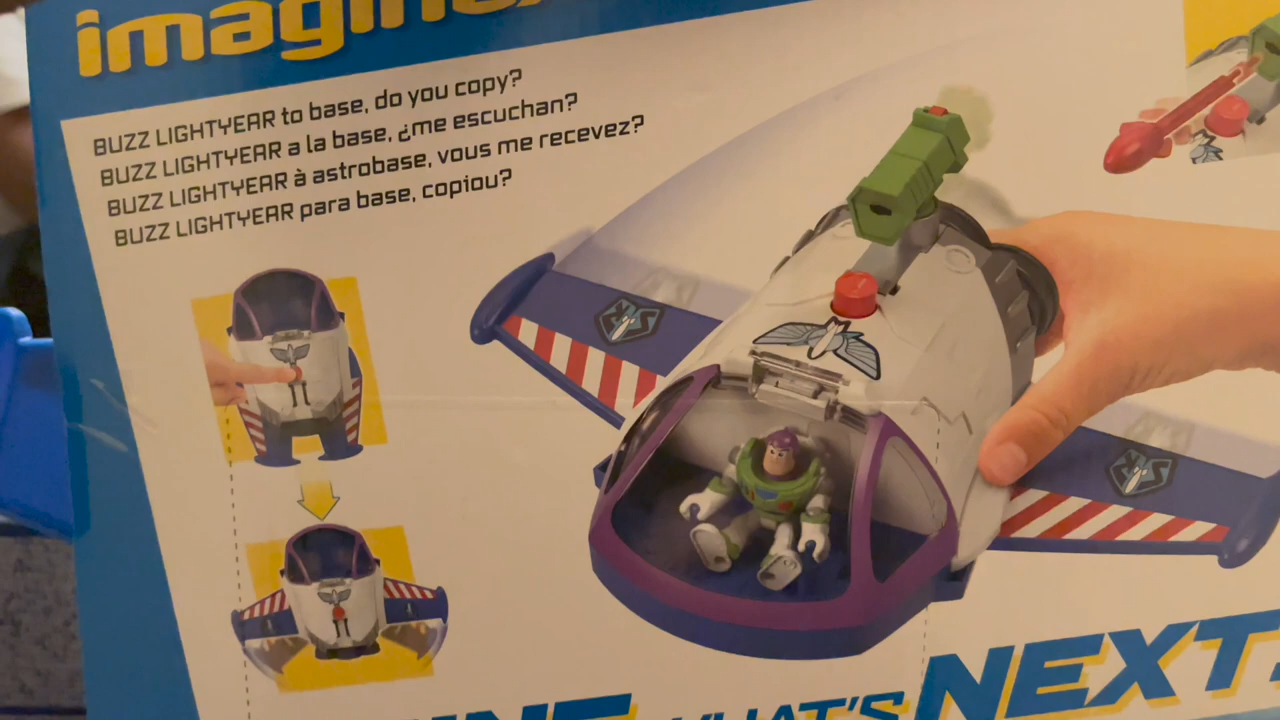 BUZZ LIGHTYEAR to base, do you copy?
BUZZ LIGHTYEAR a la base, ¿me escuchan?
BUZZ LIGHTYEAR à astrobase, vous me recevez?
BUZZ LIGHTYEAR para base, copiou?
WHAT'S NEXT